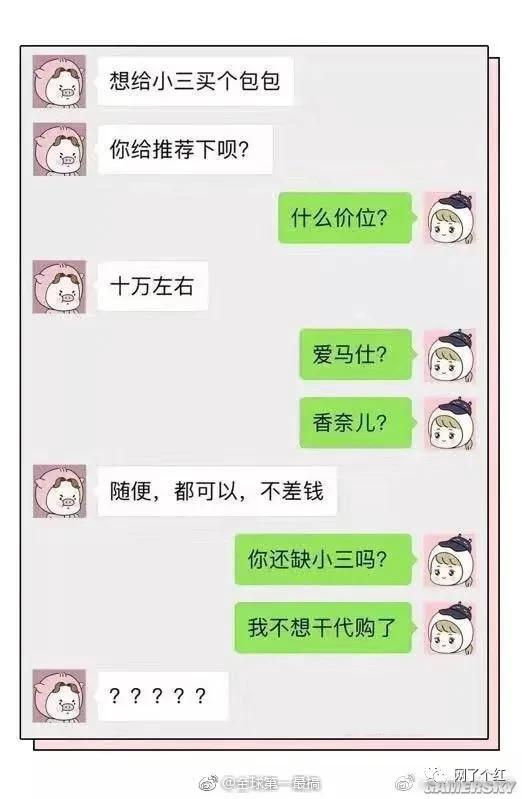 想给小三买个包包
你给推荐下呗？
什么价位？
十万左右
爱马仕？
香奈儿？
随便，都可以，不差钱
你还缺小三吗？
我不想干代购了
？？？？？
@全球第一最搞
网了个红
GAMERSKY